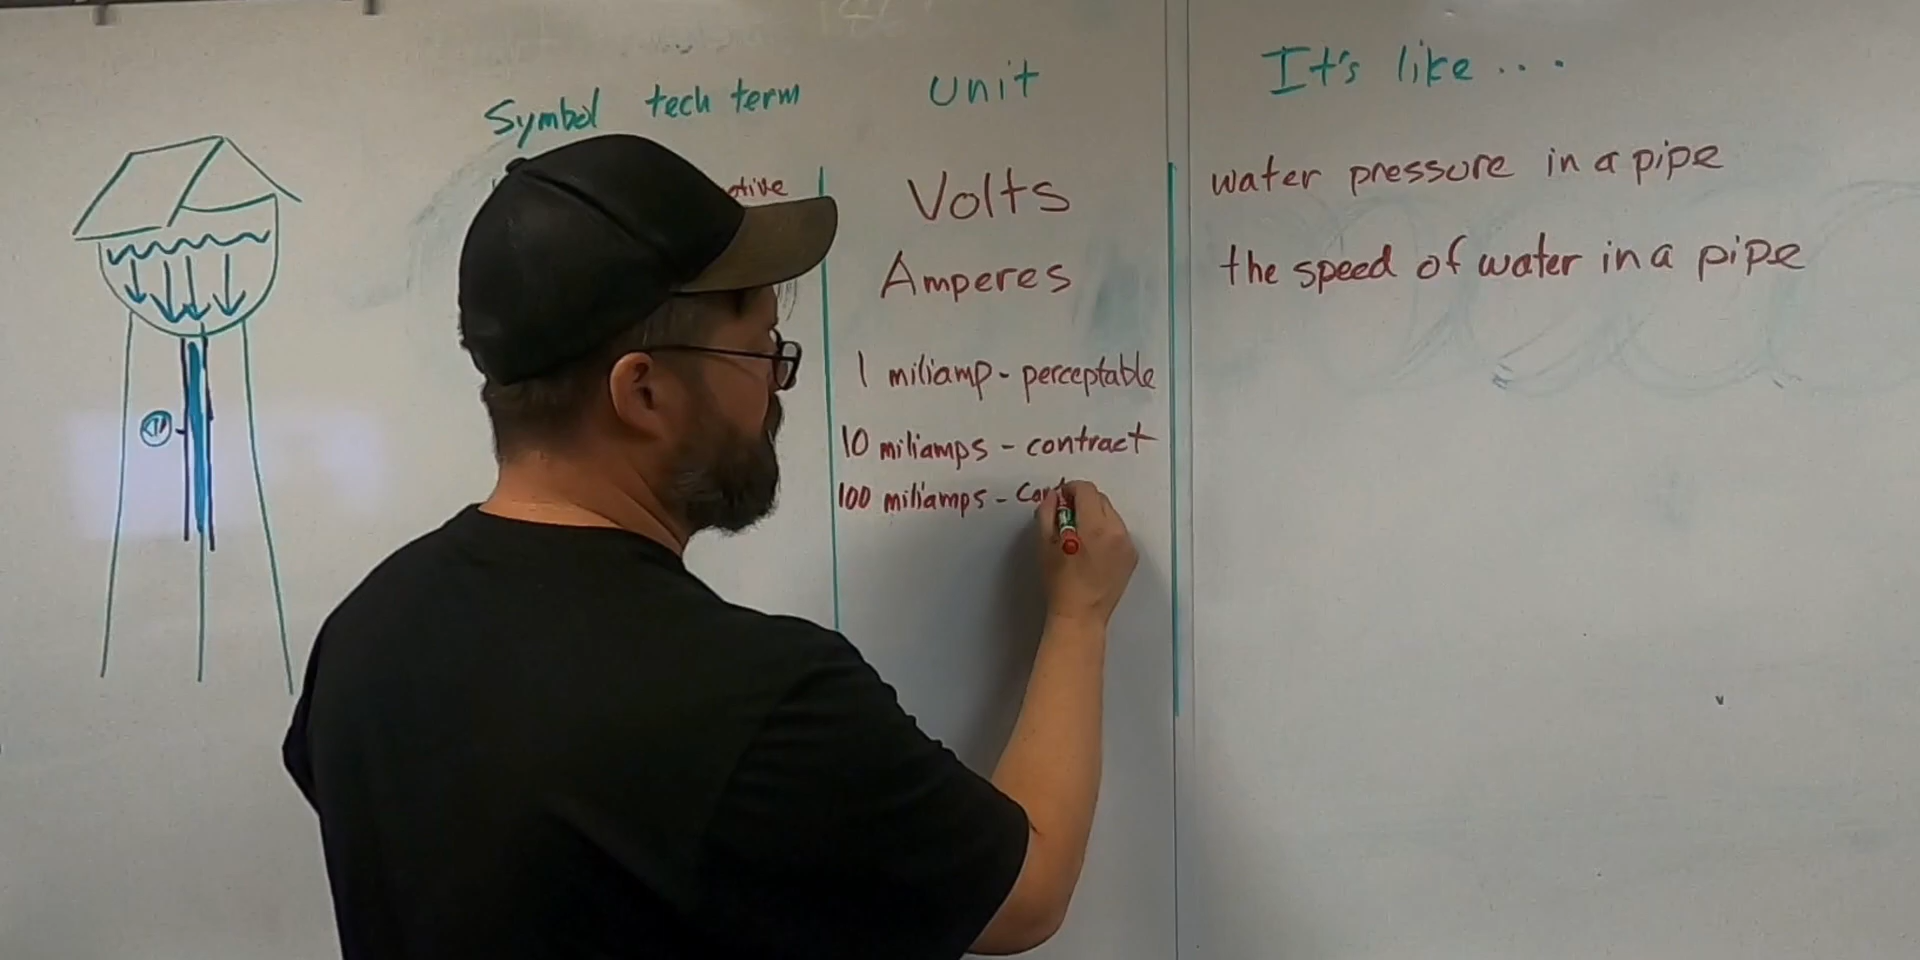 Symbol tech term unit It's like ....
Volts water pressure in a pipe
Amperes the speed of water in a pipe
1 miliamp - perceptable
10 miliamps - contract
100 miliamps -